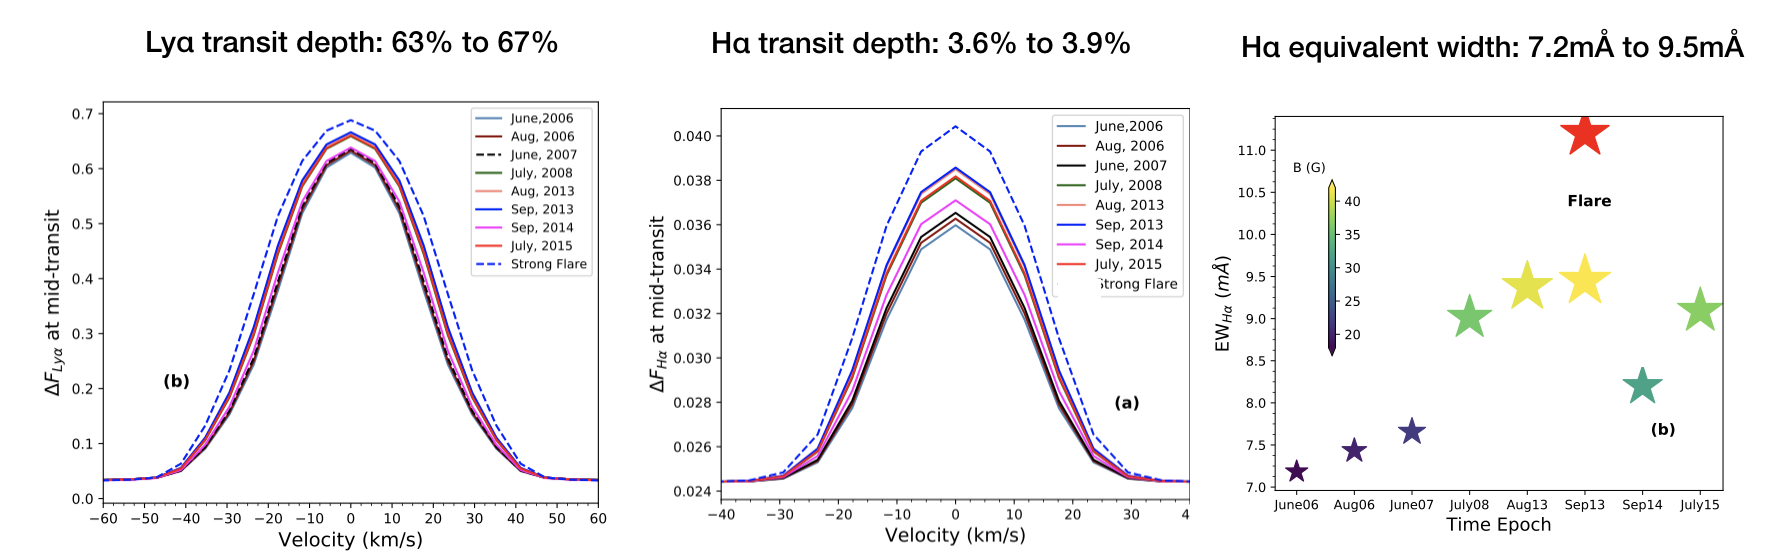 Lyα transit depth: 63% to 67%
Hα transit depth: 3.6% to 3.9%
Hα equivalent width: 7.2mÅ to 9.5mÅ
0.7
0.6
0.5
0.4
0.3
0.2
0.1
0.0
ΔF_Lyα at mid-transit
June,2006
Aug, 2006
June, 2007
July, 2008
Aug, 2013
Sep, 2013
Sep, 2014
July, 2015
Strong Flare
(b)
−60 −50 −40 −30 −20 −10 0 10 20 30 40 50 60
Velocity (km/s)
0.040
0.038
0.036
0.034
0.032
0.030
0.028
0.026
0.024
ΔF_Hα at mid-transit
June,2006
Aug, 2006
June, 2007
July, 2008
Aug, 2013
Sep, 2013
Sep, 2014
July, 2015
Strong Flare
(a)
−40 −30 −20 −10 0 10 20 30 4
Velocity (km/s)
11.0
10.5
10.0
9.5
9.0
8.5
8.0
7.5
7.0
EW_Hα (mÅ)
B (G)
40
35
30
25
20
Flare
(b)
June06 Aug06 June07 July08 Aug13 Sep13 Sep14 July15
Time Epoch